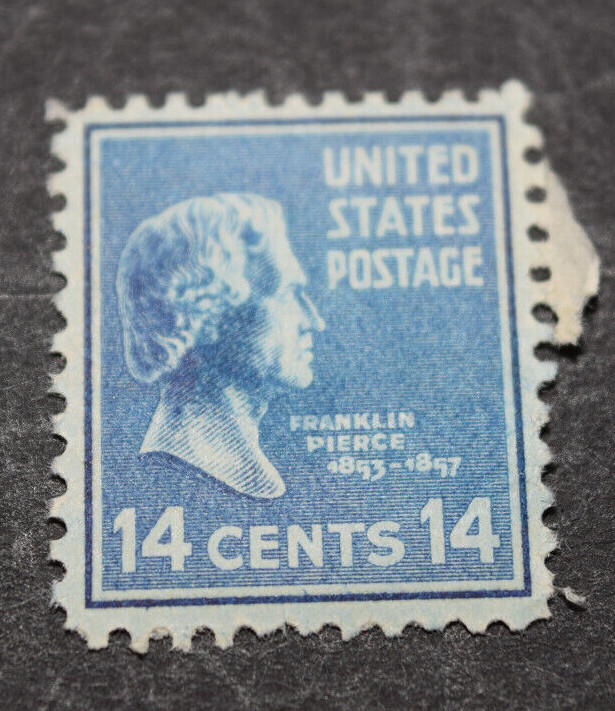 UNITED
STATES
POSTAGE
FRANKLIN
PIERCE
1853-1857
14 CENTS 14